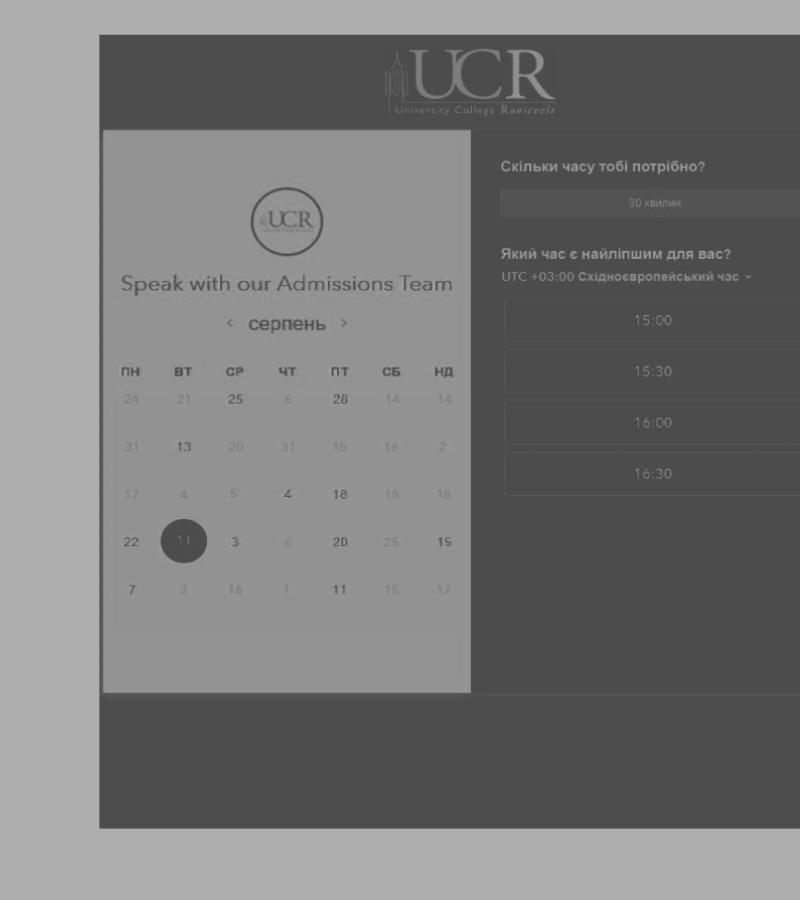 UCR
University College Roosevelt
UCR
Speak with our Admissions Team
< серпень >
ПН ВТ СР ЧТ ПТ СБ НД
24 21 25 6 28 14 14
31 13 20 31 15 16 2
17 4 5 4 18 18 18
22 11 3 6 20 25 15
7 3 16 1 11 15 17
Скільки часу тобі потрібно?
30 хвилин
Який час є найліпшим для вас?
UTC +03:00 Східноєвропейський час
15:00
15:30
16:00
16:30